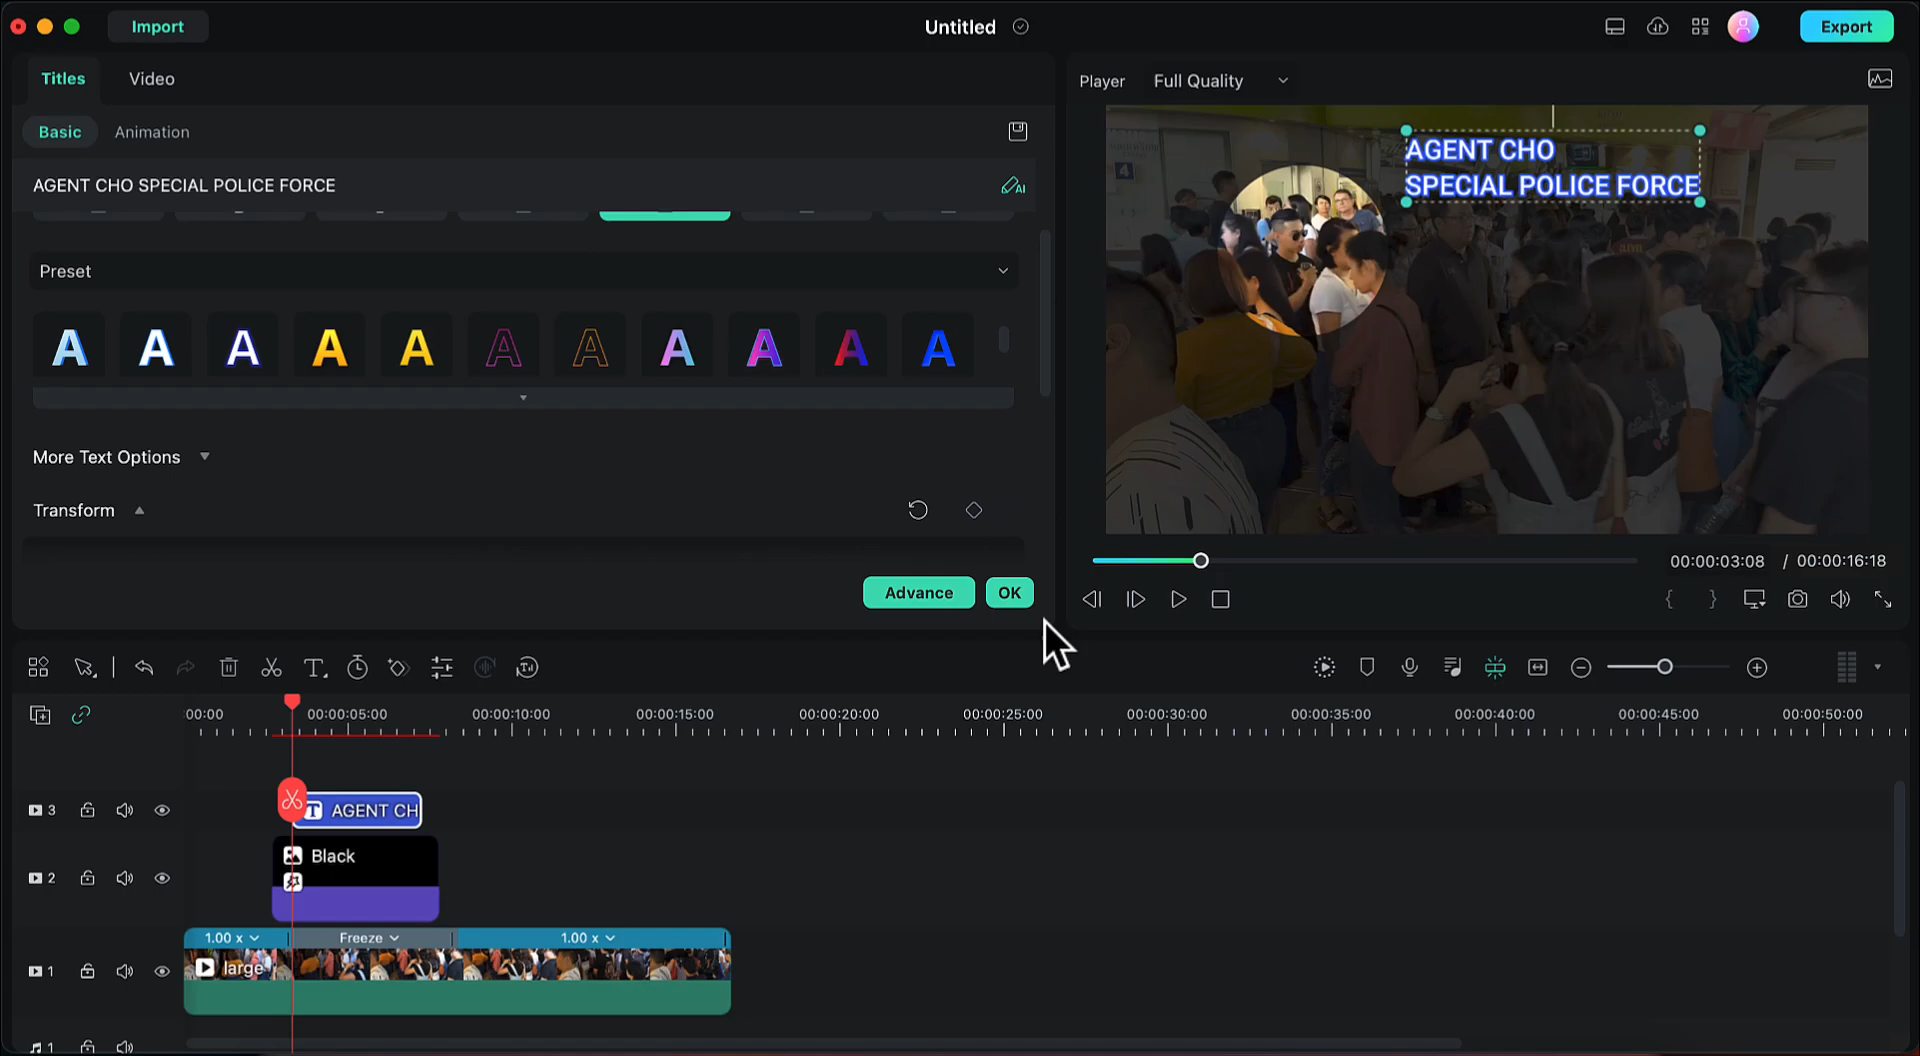 Import
Untitled
Export
Titles
Video
Player
Full Quality
Basic
Animation
AGENT CHO
SPECIAL POLICE FORCE
AGENT CHO SPECIAL POLICE FORCE
4
Preset
A A A A A A A A A A A
More Text Options
Transform
00:00:03:08 / 00:00:16:18
Advance
OK
{ }
:00:00
00:00:05:00
00:00:10:00
00:00:15:00
00:00:20:00
00:00:25:00
00:00:30:00
00:00:35:00
00:00:40:00
00:00:45:00
00:00:50:00
3
T AGENT CH
2
Black
1.00 x
Freeze
1.00 x
1
large
1